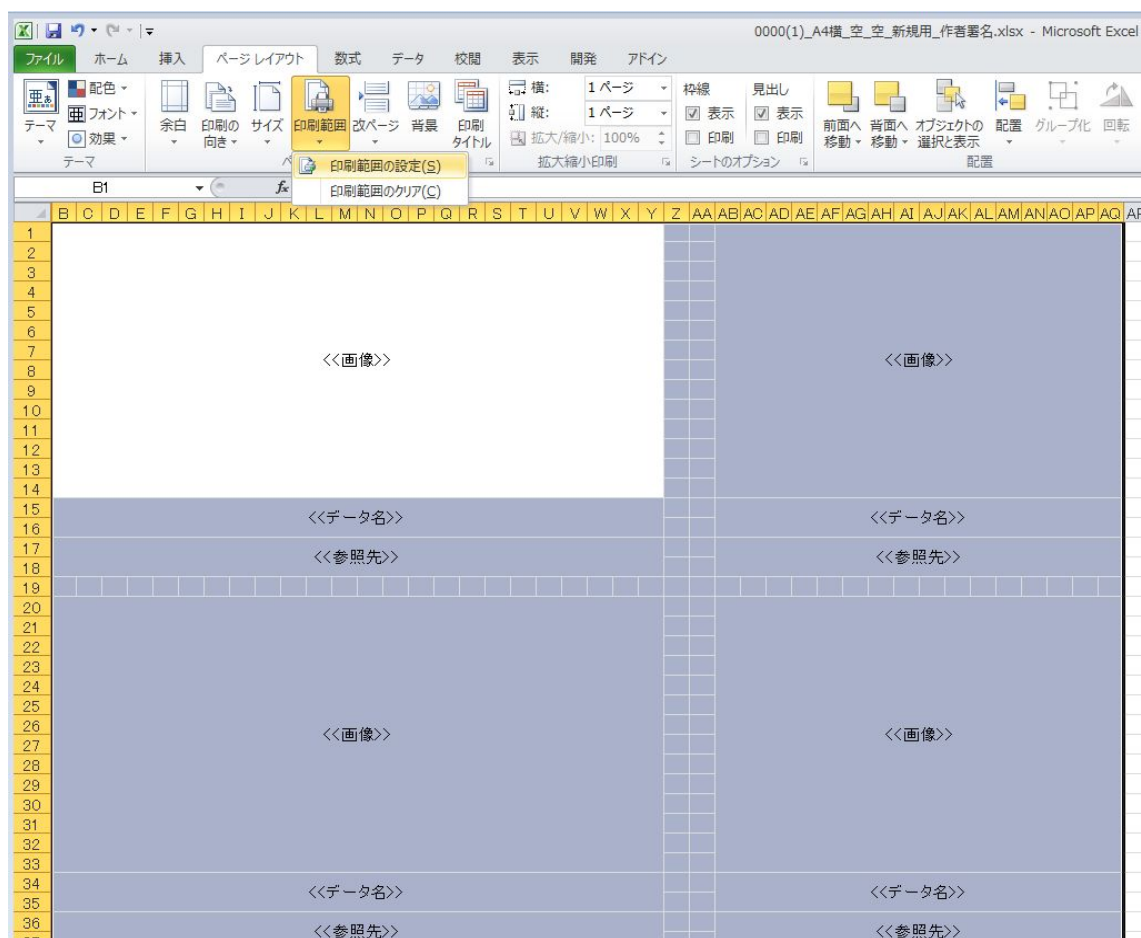 0000(1)_A4横_空_空_新規用_作者署名.xlsx - Microsoft Excel
ファイル ホーム 挿入 ページ レイアウト 数式 データ 校閲 表示 開発 アドイン
配色 横: 1 ページ 枠線 見出し
亜 フォント 縦: 1 ページ 表示 表示
テーマ 効果 余白 印刷の向き サイズ 印刷範囲 改ページ 背景 印刷タイトル 拡大/縮小: 100% 印刷 印刷 前面へ移動 背面へ移動 オブジェクトの選択と表示 配置 グループ化 回転
テーマ 拡大縮小印刷 シートのオプション 配置
印刷範囲の設定(S)
印刷範囲のクリア(C)
B1 fx
B C D E F G H I J K L M N O P Q R S T U V W X Y Z AA AB AC AD AE AF AG AH AI AJ AK AL AM AN AO AP AQ
1
2
3
4
5
6
7 <<画像>> <<画像>>
8
9
10
11
12
13
14
15 <<データ名>> <<データ名>>
16
17 <<参照先>> <<参照先>>
18
19
20
21
22
23
24
25
26 <<画像>> <<画像>>
27
28
29
30
31
32
33
34 <<データ名>> <<データ名>>
35
36 <<参照先>> <<参照先>>